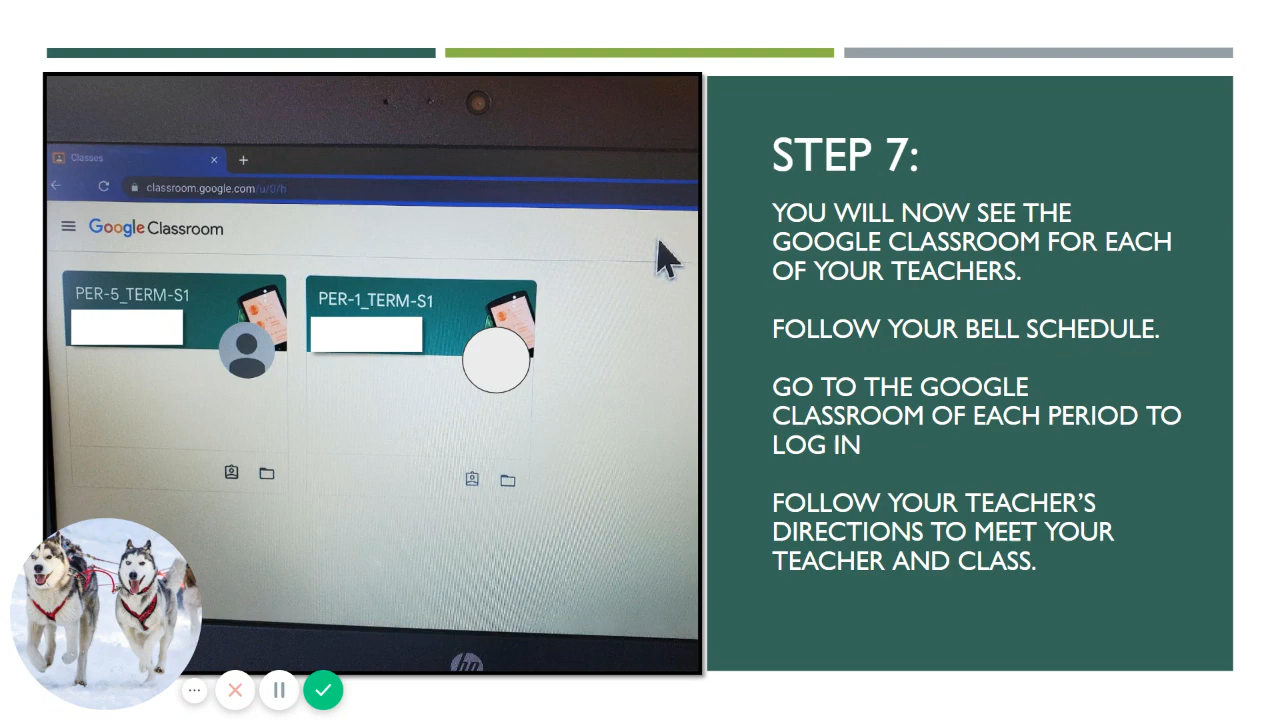 Classes
classroom.google.com/u/0/h
Google Classroom
PER-5_TERM-S1
PER-1_TERM-S1
hp
STEP 7:
YOU WILL NOW SEE THE
GOOGLE CLASSROOM FOR EACH
OF YOUR TEACHERS.
FOLLOW YOUR BELL SCHEDULE.
GO TO THE GOOGLE
CLASSROOM OF EACH PERIOD TO
LOG IN
FOLLOW YOUR TEACHER’S
DIRECTIONS TO MEET YOUR
TEACHER AND CLASS.